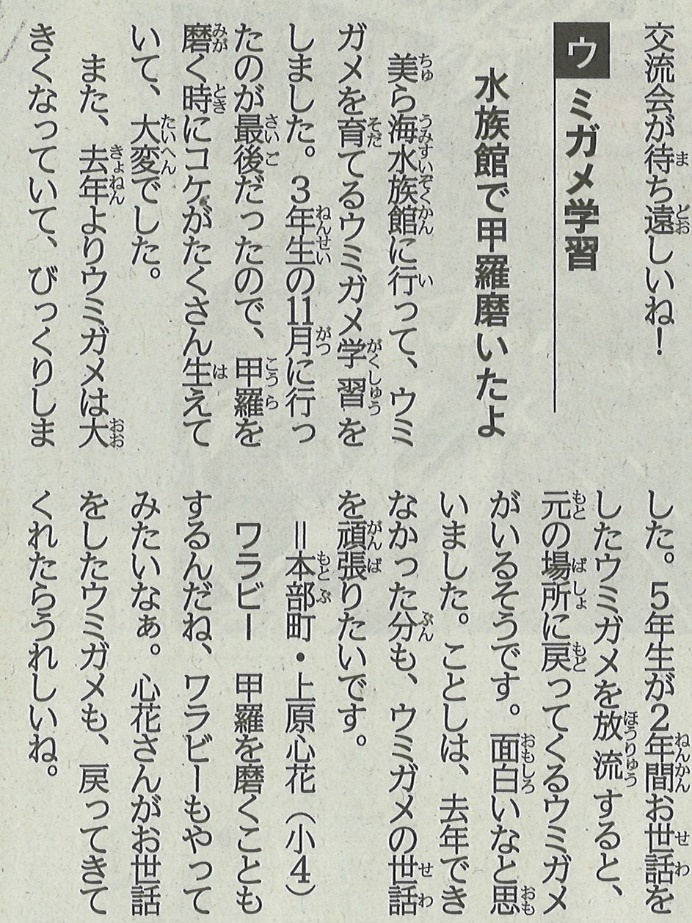 交流会が待ち遠しいね！
ウミガメ学習
水族館で甲羅磨いたよ
美ら海水族館に行って、ウミ
ガメを育てるウミガメ学習を
しました。３年生の11月に行っ
たのが最後だったので、甲羅を
磨く時にコケがたくさん生えて
いて、大変でした。
また、去年よりウミガメは大
きくなっていて、びっくりしま
した。５年生が２年間お世話を
したウミガメを放流すると、
元の場所に戻ってくるウミガメ
がいるそうです。面白いなと思
いました。ことしは、去年でき
なかった分も、ウミガメの世話
を頑張りたいです。
＝本部町・上原心花（小４）
ワラビー　甲羅を磨くことも
するんだね、ワラビーもやって
みたいなぁ。心花さんがお世話
をしたウミガメも、戻ってきて
くれたらうれしいね。